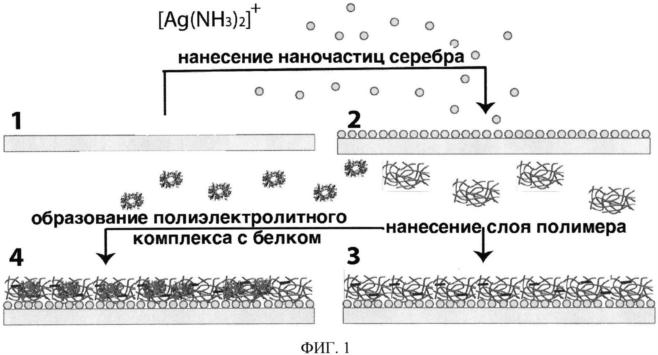 [Ag(NH₃)₂]⁺
нанесение наночастиц серебра
1
2
образование полиэлектролитного
комплекса с белком
нанесение слоя полимера
4
3
ФИГ. 1